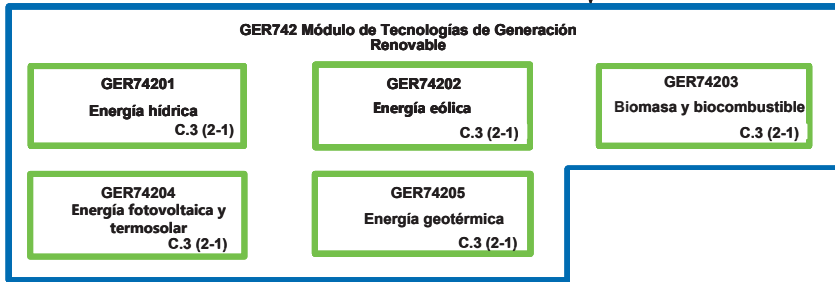 GER742 Módulo de Tecnologías de Generación
Renovable
GER74201
Energía hídrica
C.3 (2-1)
GER74202
Energía eólica
C.3 (2-1)
GER74203
Biomasa y biocombustible
C.3 (2-1)
GER74204
Energía fotovoltaica y
termosolar
C.3 (2-1)
GER74205
Energía geotérmica
C.3 (2-1)